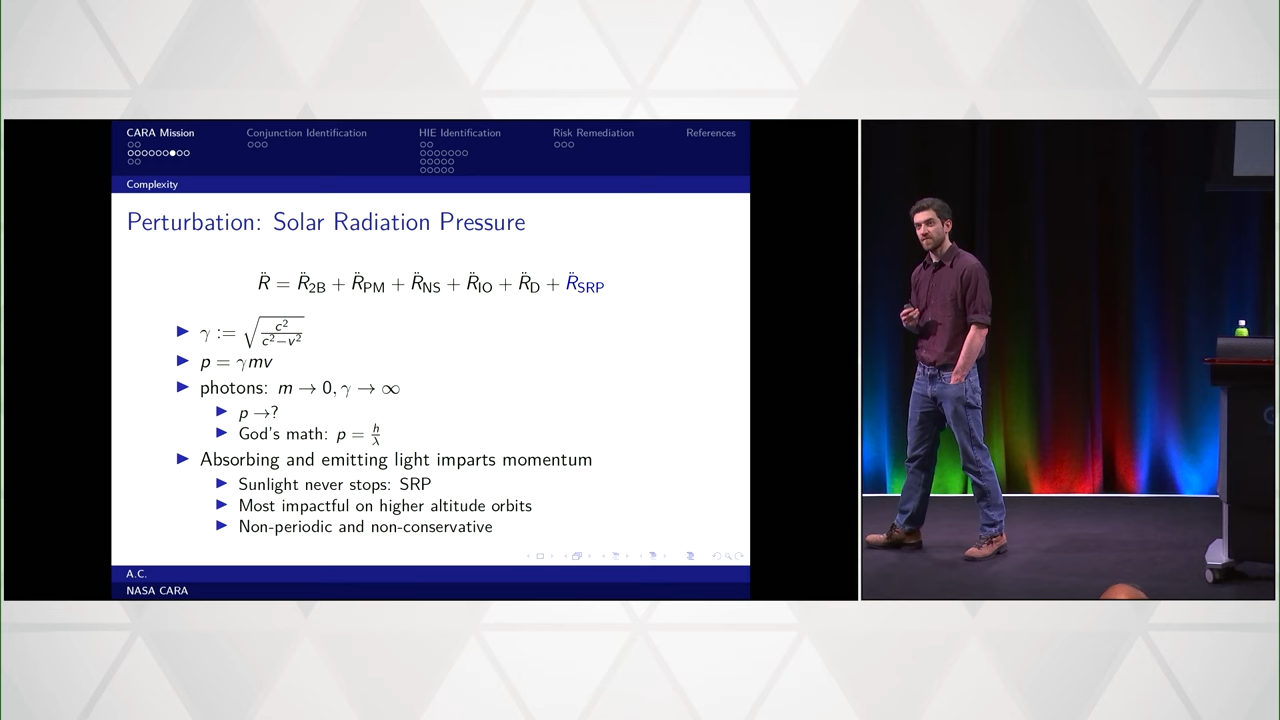 CARA Mission Conjunction Identification HIE Identification Risk Remediation References
Complexity
Perturbation: Solar Radiation Pressure
R̈ = R̈2B + R̈PM + R̈NS + R̈IO + R̈D + R̈SRP
γ := √(c²/(c²−v²))
p = γmv
photons: m → 0, γ → ∞
p →?
God's math: p = h/λ
Absorbing and emitting light imparts momentum
Sunlight never stops: SRP
Most impactful on higher altitude orbits
Non-periodic and non-conservative
A.C.
NASA CARA